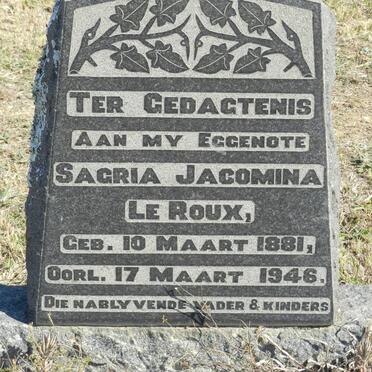 TER GEDAGTENIS
AAN MY EGGENOTE
SAGRIA JACOMINA
LE ROUX,
GEB. 10 MAART 1881,
OORL. 17 MAART 1946.
DIE NABLYVENDE VADER & KINDERS